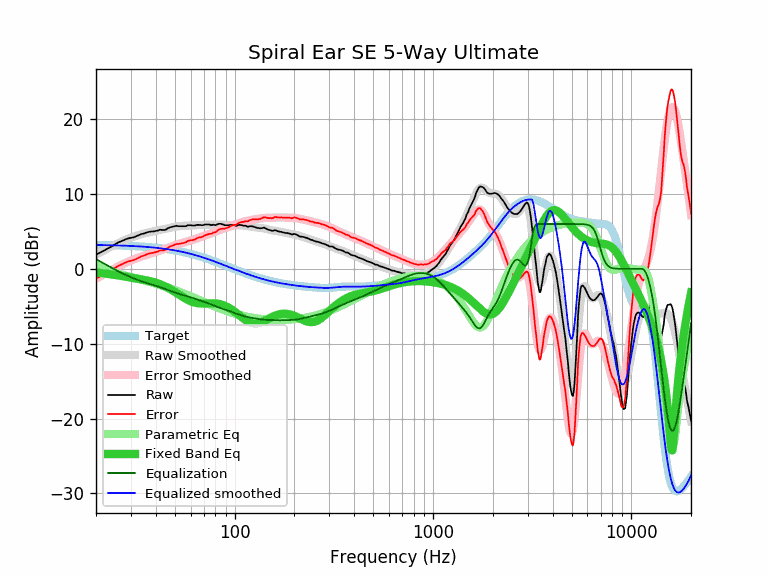 Spiral Ear SE 5-Way Ultimate
Amplitude (dBr)
20
10
0
−10
−20
−30
Target
Raw Smoothed
Error Smoothed
Raw
Error
Parametric Eq
Fixed Band Eq
Equalization
Equalized smoothed
100
1000
10000
Frequency (Hz)